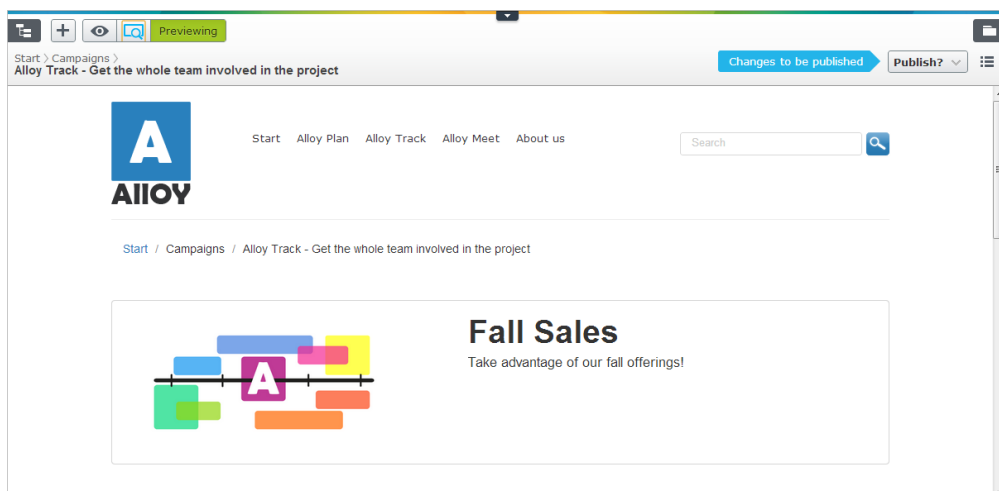 Previewing
Start > Campaigns >
Alloy Track - Get the whole team involved in the project
Changes to be published
Publish?
A
Alloy
Start Alloy Plan Alloy Track Alloy Meet About us
Search
Start / Campaigns / Alloy Track - Get the whole team involved in the project
A
Fall Sales
Take advantage of our fall offerings!